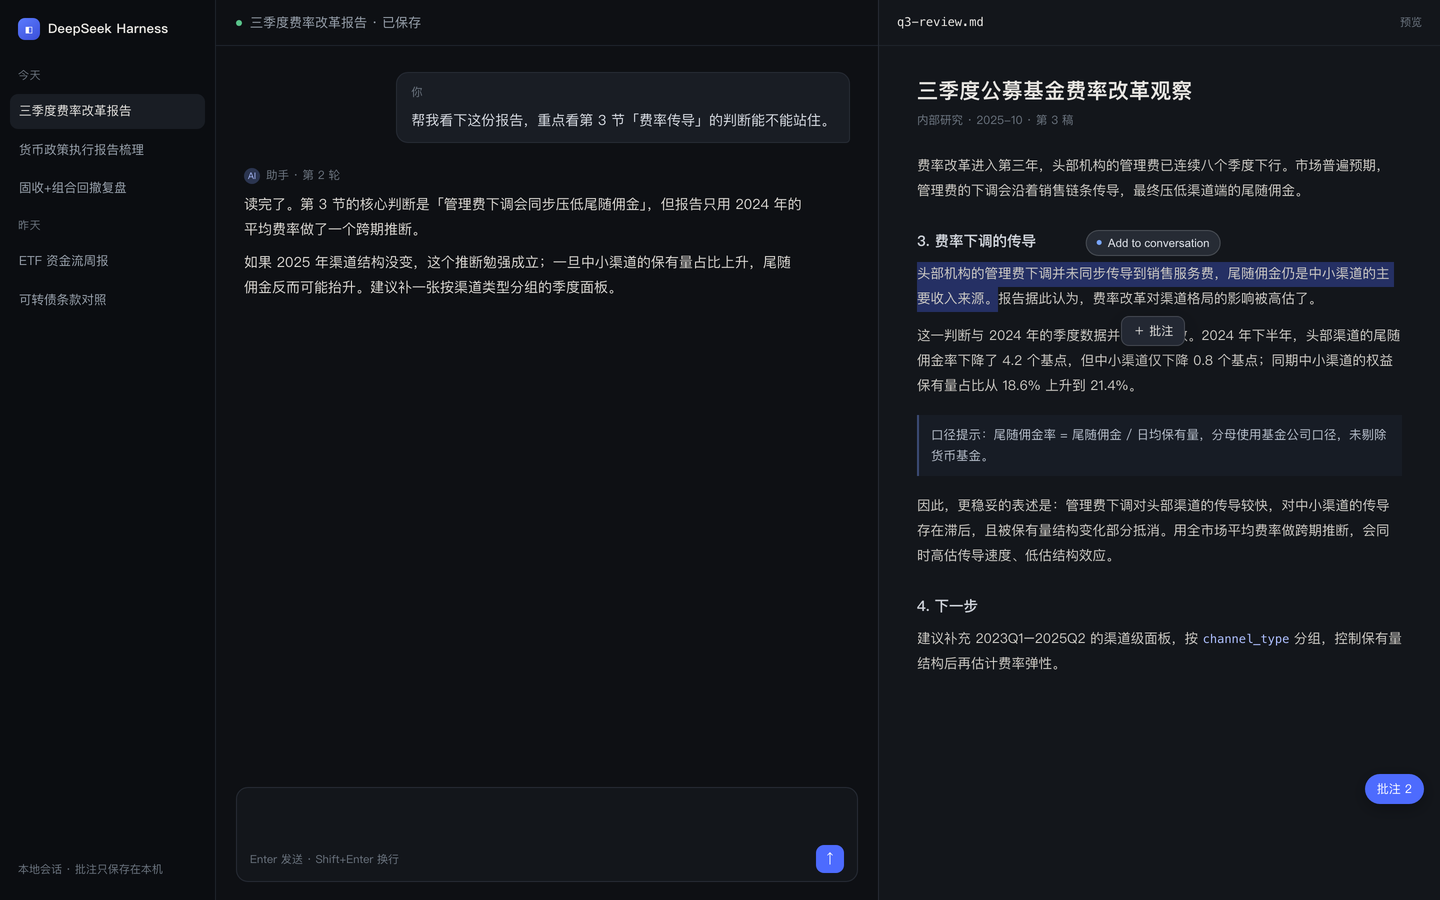 DeepSeek Harness
今天
三季度费率改革报告
货币政策执行报告梳理
固收+组合回撤复盘
昨天
ETF 资金流周报
可转债条款对照
本地会话 · 批注只保存在本机
三季度费率改革报告 · 已保存
你
帮我看下这份报告，重点看第 3 节「费率传导」的判断能不能站住。
AI 助手 · 第 2 轮
读完了。第 3 节的核心判断是「管理费下调会同步压低尾随佣金」，但报告只用 2024 年的
平均费率做了一个跨期推断。
如果 2025 年渠道结构没变，这个推断勉强成立；一旦中小渠道的保有量占比上升，尾随
佣金反而可能抬升。建议补一张按渠道类型分组的季度面板。
Enter 发送 · Shift+Enter 换行
↑
q3-review.md
预览
三季度公募基金费率改革观察
内部研究 · 2025-10 · 第 3 稿
费率改革进入第三年，头部机构的管理费已连续八个季度下行。市场普遍预期，
管理费的下调会沿着销售链条传导，最终压低渠道端的尾随佣金。
3. 费率下调的传导
Add to conversation
头部机构的管理费下调并未同步传导到销售服务费，尾随佣金仍是中小渠道的主
要收入来源。报告据此认为，费率改革对渠道格局的影响被高估了。
+ 批注
这一判断与 2024 年的季度数据并 。2024 年下半年，头部渠道的尾随
佣金率下降了 4.2 个基点，但中小渠道仅下降 0.8 个基点；同期中小渠道的权益
保有量占比从 18.6% 上升到 21.4%。
口径提示：尾随佣金率 = 尾随佣金 / 日均保有量，分母使用基金公司口径，未剔除
货币基金。
因此，更稳妥的表述是：管理费下调对头部渠道的传导较快，对中小渠道的传导
存在滞后，且被保有量结构变化部分抵消。用全市场平均费率做跨期推断，会同
时高估传导速度、低估结构效应。
4. 下一步
建议补充 2023Q1—2025Q2 的渠道级面板，按 channel_type 分组，控制保有量
结构后再估计费率弹性。
批注 2